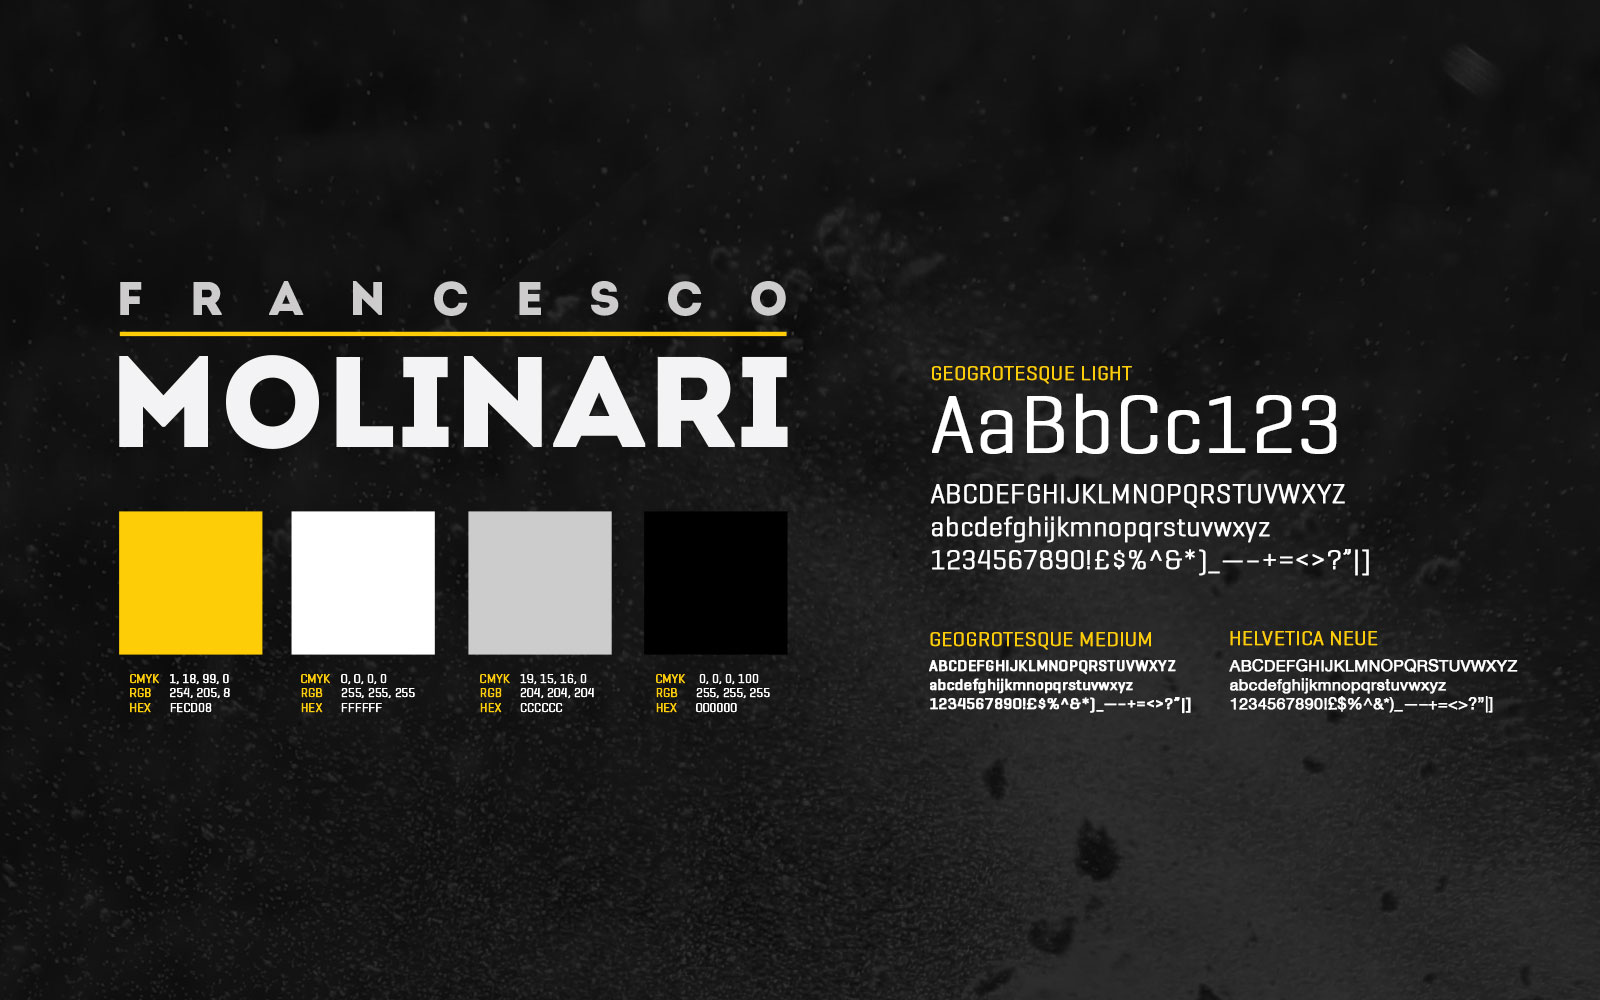 FRANCESCO
MOLINARI
CMYK 1, 18, 99, 0
RGB 254, 205, 8
HEX FECD08
CMYK 0, 0, 0, 0
RGB 255, 255, 255
HEX FFFFFF
CMYK 19, 15, 16, 0
RGB 204, 204, 204
HEX CCCCCC
CMYK 0, 0, 0, 100
RGB 255, 255, 255
HEX 000000
GEOGROTESQUE LIGHT
AaBbCc123
ABCDEFGHIJKLMNOPQRSTUVWXYZ
abcdefghijkmnopqrstuvwxyz
1234567890!£$%^&*)_—–+=<>?”|]
GEOGROTESQUE MEDIUM
ABCDEFGHIJKLMNOPQRSTUVWXYZ
abcdefghijkmnopqrstuvwxyz
1234567890!£$%^&*)_—–+=<>?”|]
HELVETICA NEUE
ABCDEFGHIJKLMNOPQRSTUVWXYZ
abcdefghijkmnopqrstuvwxyz
1234567890!£$%^&*)_—–+=<>?”|]